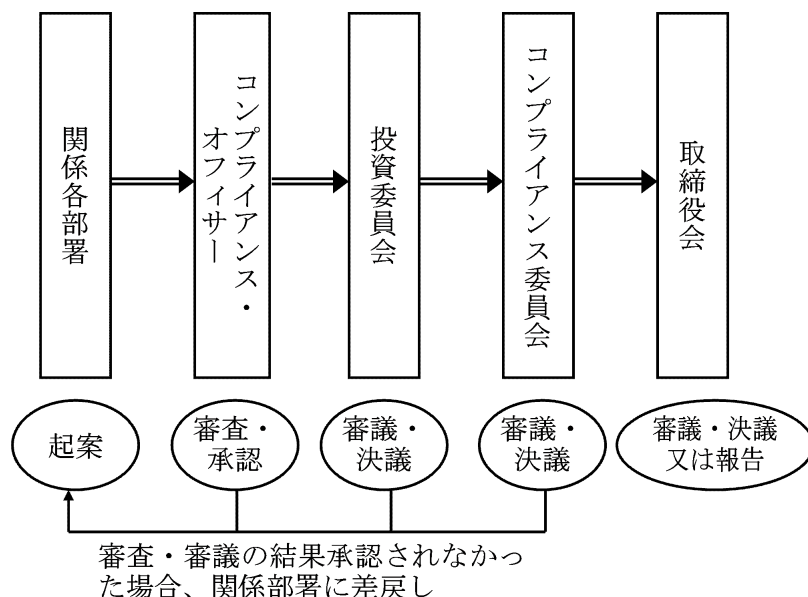 関係各部署
コンプライアンス・
オフィサー
投資委員会
コンプライアンス委員会
取締役会
起案
審査・
承認
審議・
決議
審議・
決議
審議・決議
又は報告
審査・審議の結果承認されなかっ
た場合、関係部署に差戻し